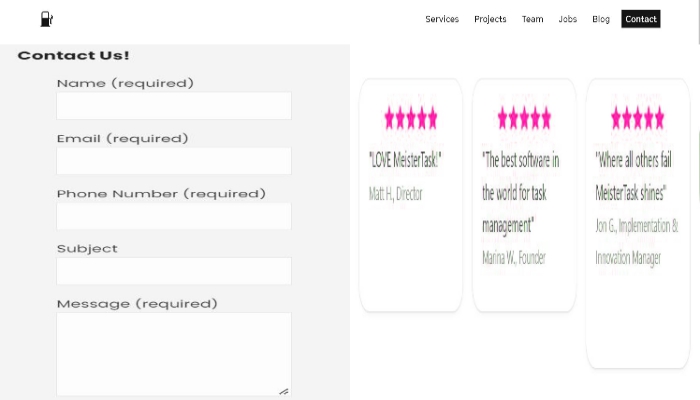 Services Projects Team Jobs Blog Contact
Contact Us!
Name (required)
Email (required)
Phone Number (required)
Subject
Message (required)
"LOVE MeisterTask!"
Matt H., Director
"The best software in
the world for task
management"
Marina W., Founder
"Where all others fail
MeisterTask shines"
Jon G., Implementation &
Innovation Manager